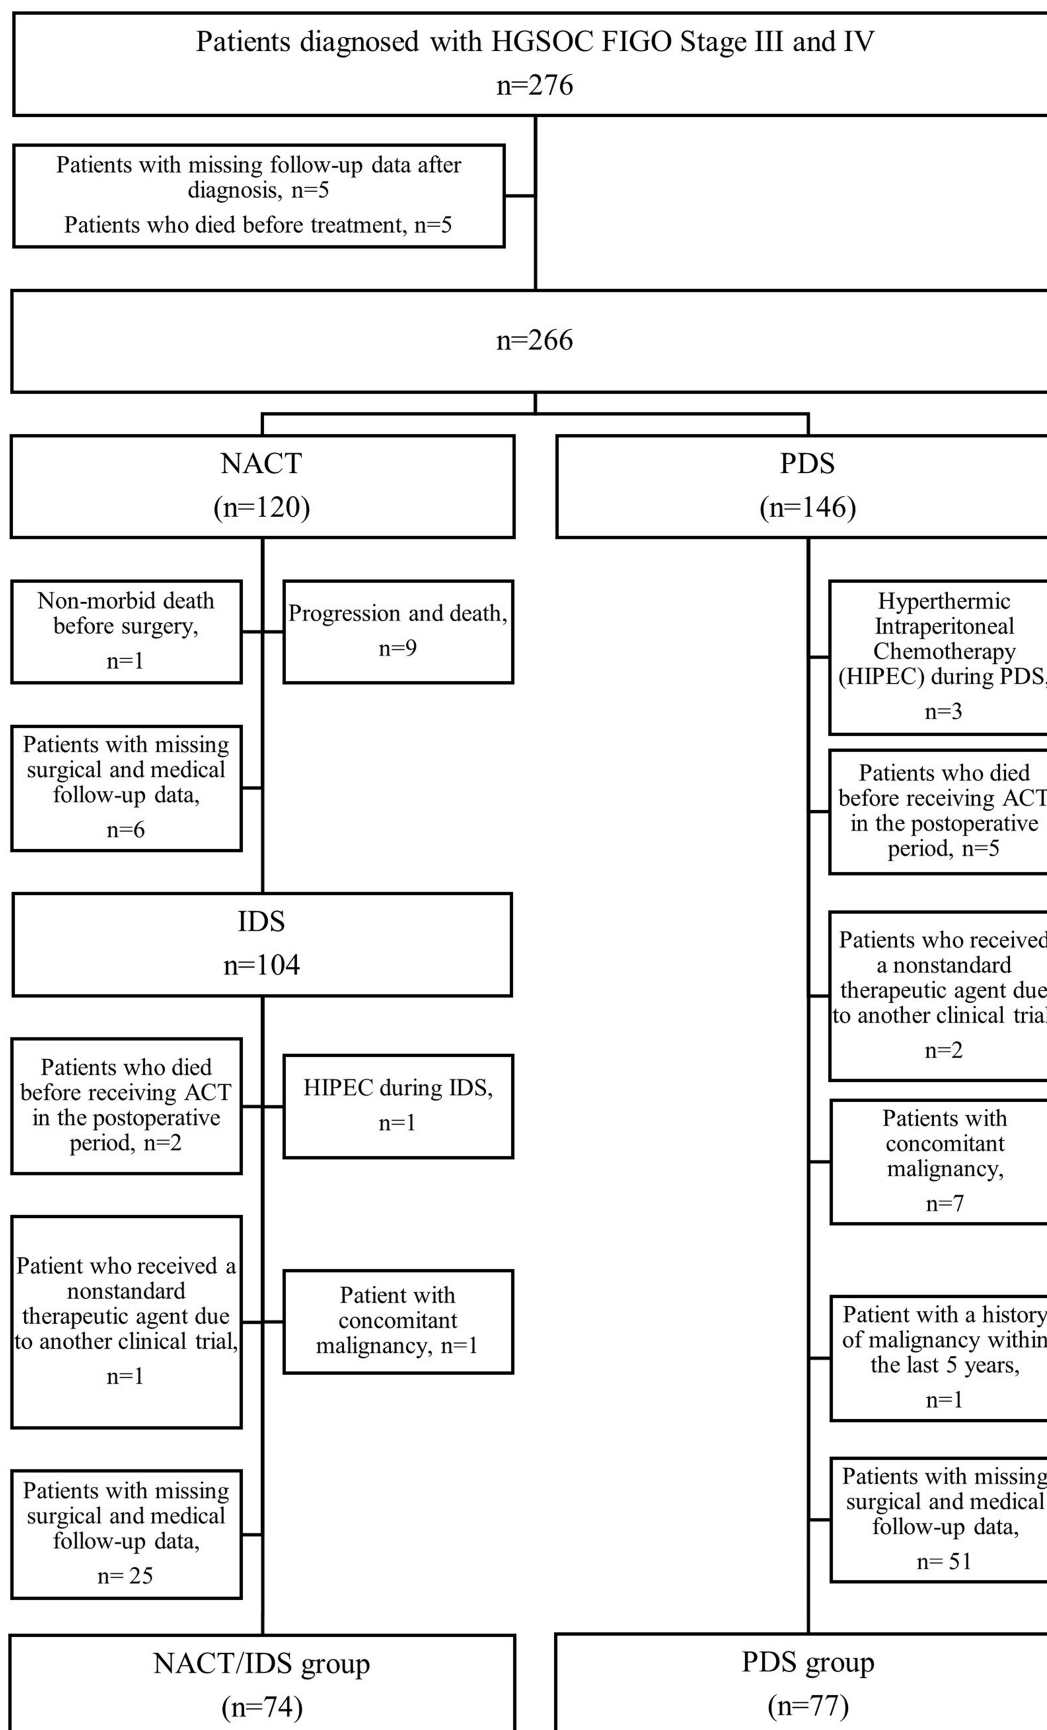 Patients diagnosed with HGSOC FIGO Stage III and IV
n=276
Patients with missing follow-up data after
diagnosis, n=5
Patients who died before treatment, n=5
n=266
NACT
(n=120)
PDS
(n=146)
Non-morbid death
before surgery,
n=1
Progression and death,
n=9
Patients with missing
surgical and medical
follow-up data,
n=6
IDS
n=104
Patients who died
before receiving ACT
in the postoperative
period, n=2
HIPEC during IDS,
n=1
Patient who received a
nonstandard
therapeutic agent due
to another clinical trial,
n=1
Patient with
concomitant
malignancy, n=1
Patients with missing
surgical and medical
follow-up data,
n= 25
NACT/IDS group
(n=74)
Hyperthermic
Intraperitoneal
Chemotherapy
(HIPEC) during PDS,
n=3
Patients who died
before receiving ACT
in the postoperative
period, n=5
Patients who received
a nonstandard
therapeutic agent due
to another clinical trial
n=2
Patients with
concomitant
malignancy,
n=7
Patient with a history
of malignancy within
the last 5 years,
n=1
Patients with missing
surgical and medical
follow-up data,
n= 51
PDS group
(n=77)